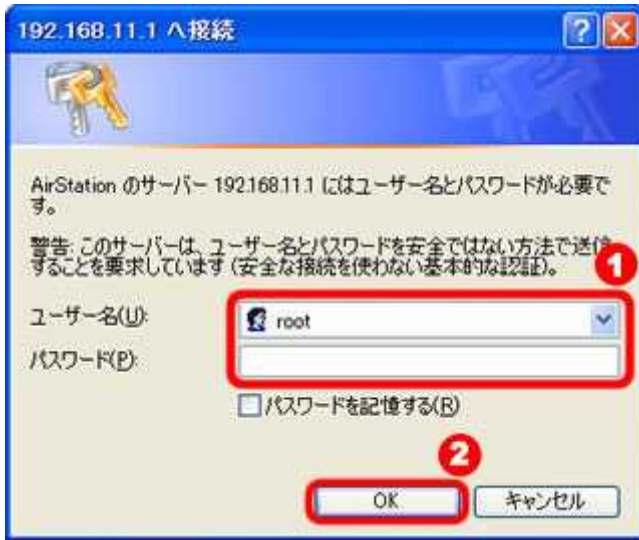 192.168.11.1 へ接続
AirStation のサーバー 192.168.11.1 にはユーザー名とパスワードが必要で
す。
警告: このサーバーは、ユーザー名とパスワードを安全ではない方法で送信
することを要求しています (安全な接続を使わない基本的な認証)。
1
ユーザー名(U):
root
パスワード(P):
パスワードを記憶する(R)
2
OK
キャンセル